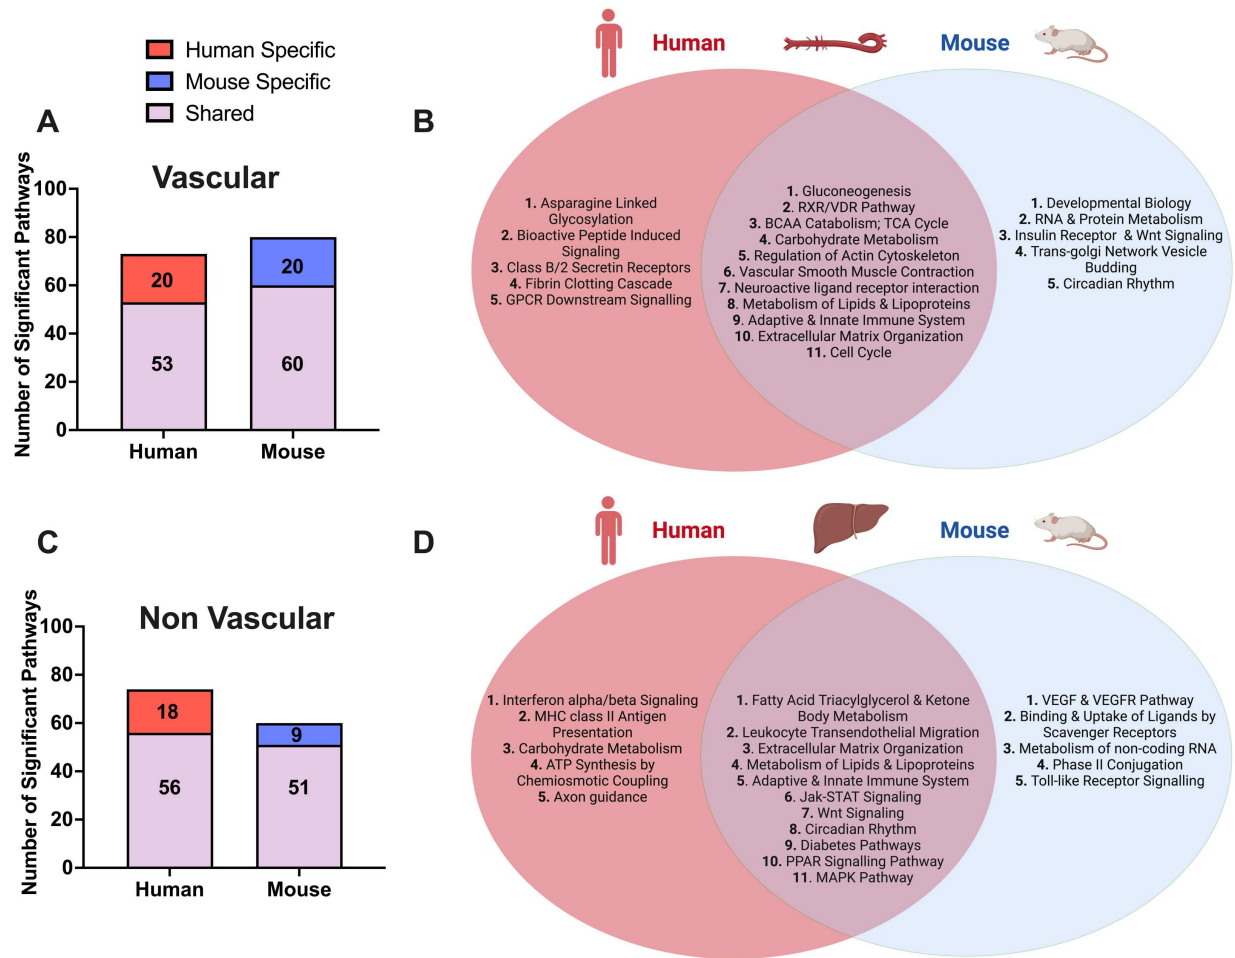 Human Specific
Mouse Specific
Shared
A
Vascular
Number of Significant Pathways
100
80
60
40
20
0
20
53
20
60
Human
Mouse
B
Human
Mouse
1. Asparagine Linked
Glycosylation
2. Bioactive Peptide Induced
Signaling
3. Class B/2 Secretin Receptors
4. Fibrin Clotting Cascade
5. GPCR Downstream Signalling
1. Gluconeogenesis
2. RXR/VDR Pathway
3. BCAA Catabolism; TCA Cycle
4. Carbohydrate Metabolism
5. Regulation of Actin Cytoskeleton
6. Vascular Smooth Muscle Contraction
7. Neuroactive ligand receptor interaction
8. Metabolism of Lipids & Lipoproteins
9. Adaptive & Innate Immune System
10. Extracellular Matrix Organization
11. Cell Cycle
1. Developmental Biology
2. RNA & Protein Metabolism
3. Insulin Receptor & Wnt Signaling
4. Trans-golgi Network Vesicle
Budding
5. Circadian Rhythm
C
Non Vascular
Number of Significant Pathways
100
80
60
40
20
0
18
56
9
51
Human
Mouse
D
Human
Mouse
1. Interferon alpha/beta Signaling
2. MHC class II Antigen
Presentation
3. Carbohydrate Metabolism
4. ATP Synthesis by
Chemiosmotic Coupling
5. Axon guidance
1. Fatty Acid Triacylglycerol & Ketone
Body Metabolism
2. Leukocyte Transendothelial Migration
3. Extracellular Matrix Organization
4. Metabolism of Lipids & Lipoproteins
5. Adaptive & Innate Immune System
6. Jak-STAT Signaling
7. Wnt Signaling
8. Circadian Rhythm
9. Diabetes Pathways
10. PPAR Signalling Pathway
11. MAPK Pathway
1. VEGF & VEGFR Pathway
2. Binding & Uptake of Ligands by
Scavenger Receptors
3. Metabolism of non-coding RNA
4. Phase II Conjugation
5. Toll-like Receptor Signalling